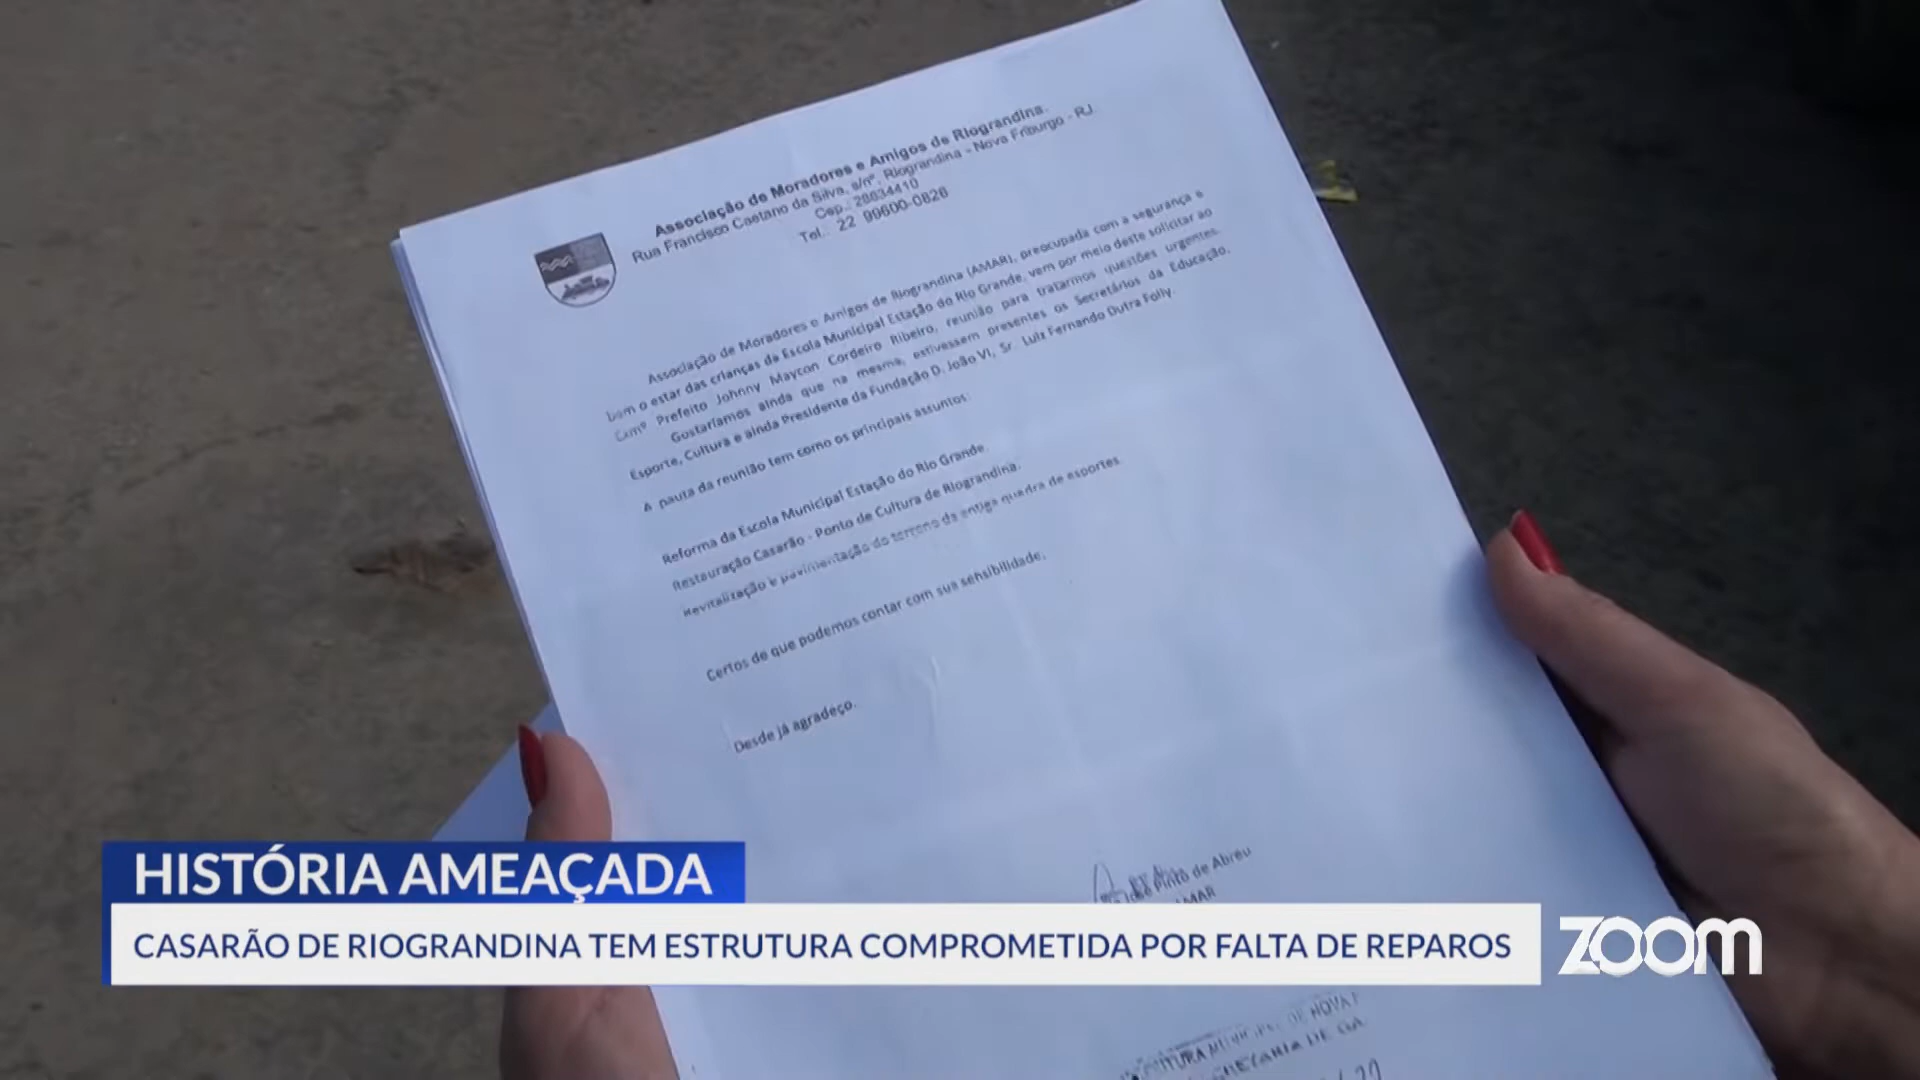 Associação de Moradores e Amigos de Riograndina.
Rua Francisco Caetano da Silva, s/nº. Riograndina - Nova Friburgo - RJ
Cep.: 28634410
Tel.: 22 99600-0826
Associação de Moradores e Amigos de Riograndina (AMAR), preocupada com a segurança e
bem o estar das crianças da Escola Municipal Estação do Rio Grande, vem por meio deste solicitar ao
Exmº Prefeito Johnny Maycon Cordeiro Ribeiro, reunião para tratarmos questões urgentes.
Gostaríamos ainda que na mesma, estivessem presentes os Secretários da Educação,
Esporte, Cultura e ainda Presidente da Fundação D. João VI, Sr. Luiz Fernando Dutra Folly.
A pauta da reunião tem como os principais assuntos:
Reforma da Escola Municipal Estação do Rio Grande.
Restauração Casarão - Ponto de Cultura de Riograndina.
Revitalização e pavimentação do terreno da antiga quadra de esportes.
Certos de que podemos contar com sua sensibilidade,
Desde já agradeço.
José Pinto de Abreu
AMAR
HISTÓRIA AMEAÇADA
CASARÃO DE RIOGRANDINA TEM ESTRUTURA COMPROMETIDA POR FALTA DE REPAROS
ZOOM
DE NOVA